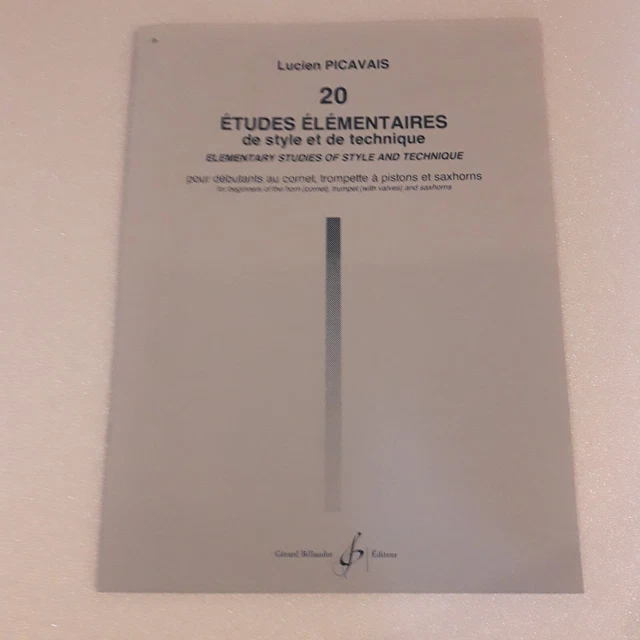 Lucien PICAVAIS
20
ÉTUDES ÉLÉMENTAIRES
de style et de technique
ELEMENTARY STUDIES OF STYLE AND TECHNIQUE
pour débutants au cornet, trompette à pistons et saxhorns
for beginners of the horn (cornet), trumpet (with valves) and saxhorns
Gérard Billaudot Éditeur